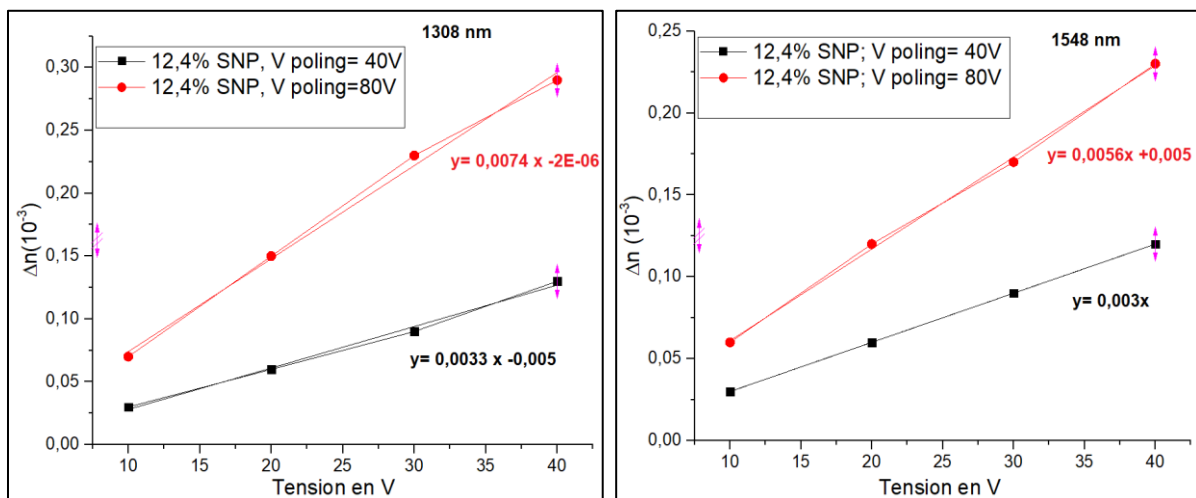 1308 nm
12,4% SNP, V poling= 40V
12,4% SNP, V poling=80V
0,30
0,25
0,20
0,15
0,10
0,05
0,00
Δn(10⁻³)
y= 0,0074 x -2E-06
y= 0,0033 x -0,005
10 15 20 25 30 35 40
Tension en V
1548 nm
12,4% SNP; V poling= 40V
12,4% SNP; V poling= 80V
0,25
0,20
0,15
0,10
0,05
0,00
Δn (10⁻³)
y= 0,0056x +0,005
y= 0,003x
10 15 20 25 30 35 40
Tension en V